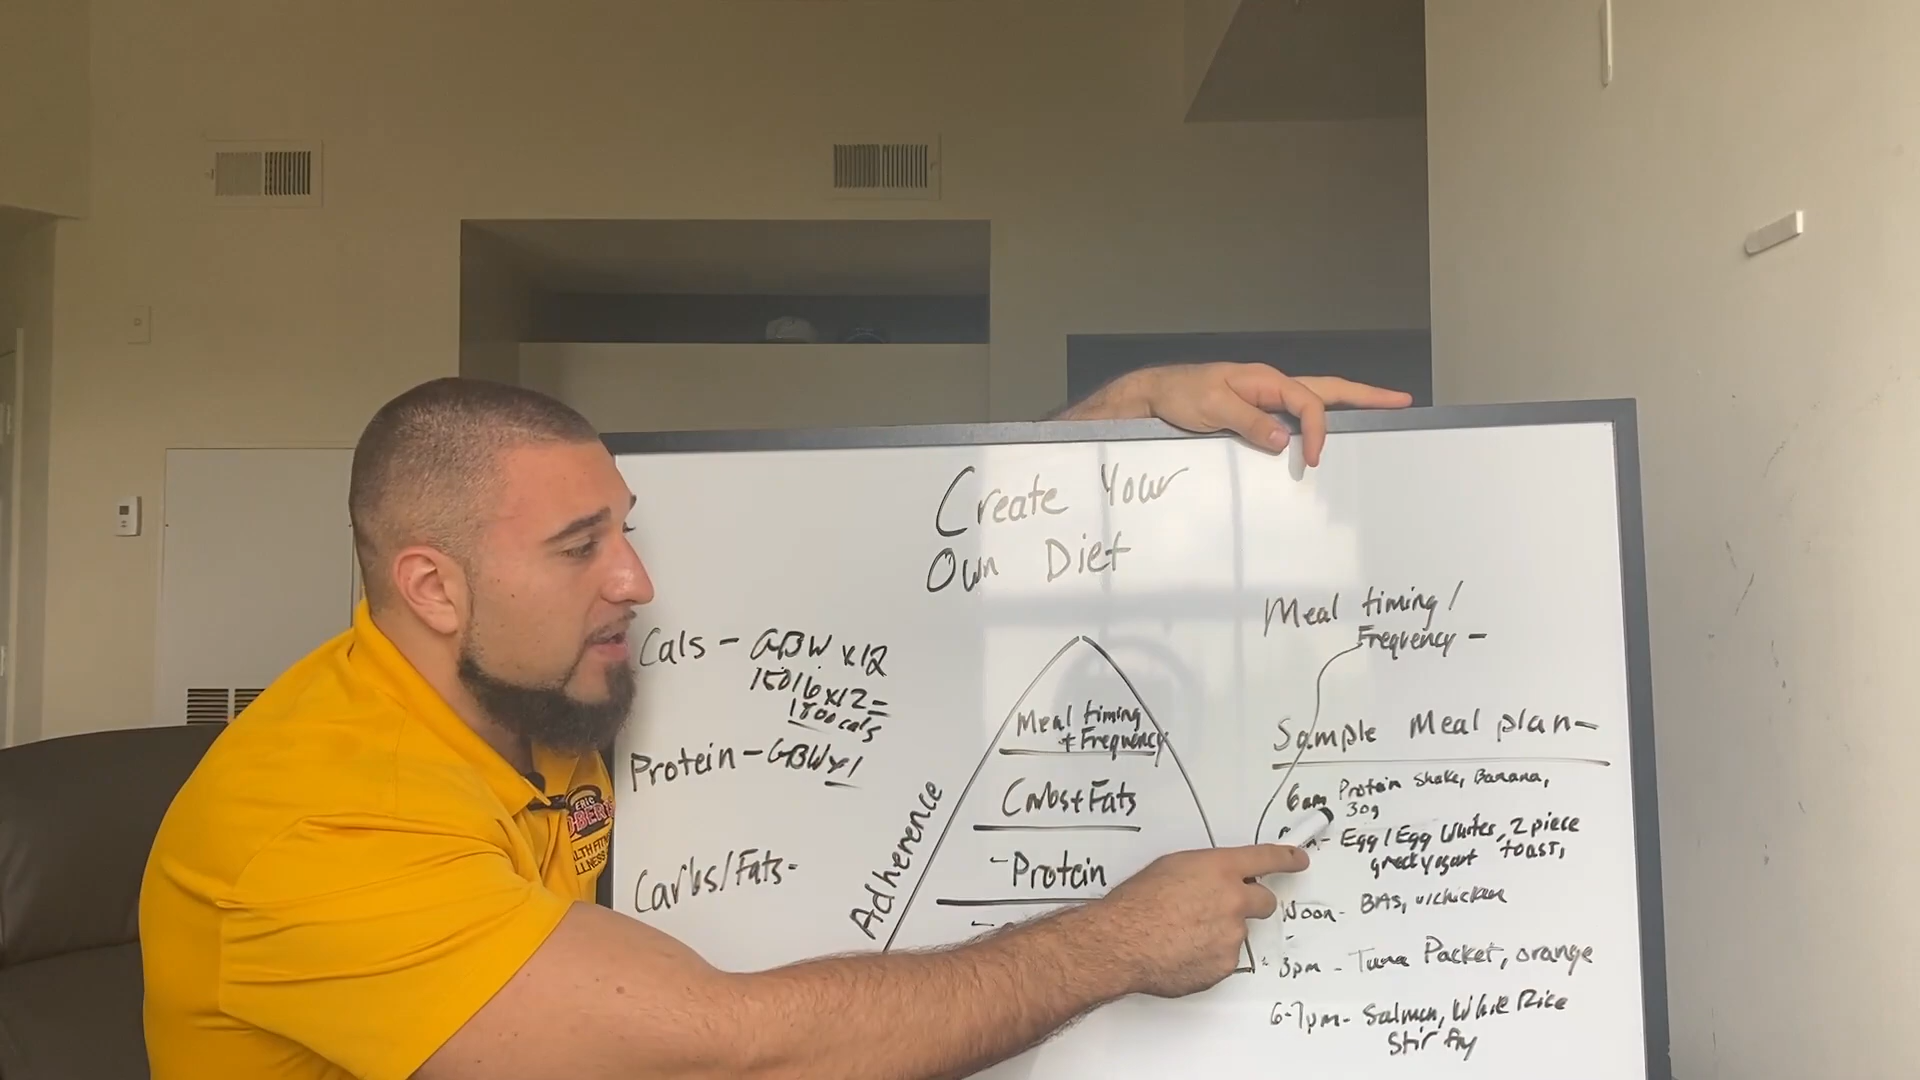 Create Your
Own Diet
Cals - GBW x12
150lb x12=
1800cals
Protein - GBW x1
Carbs/Fats-
Adherence
Meal timing
+ Frequency
Carbs+Fats
-Protein
Meal timing/
Frequency -
Sample Meal plan-
6am Protein Shake, Banana,
30g
Egg/Egg Whites, 2 piece
greek yogurt toast,
Noon- BAS, w/chicken
3pm - Tuna Packet, orange
6-7pm- Salmon, White Rice
Stir fry
ERIC